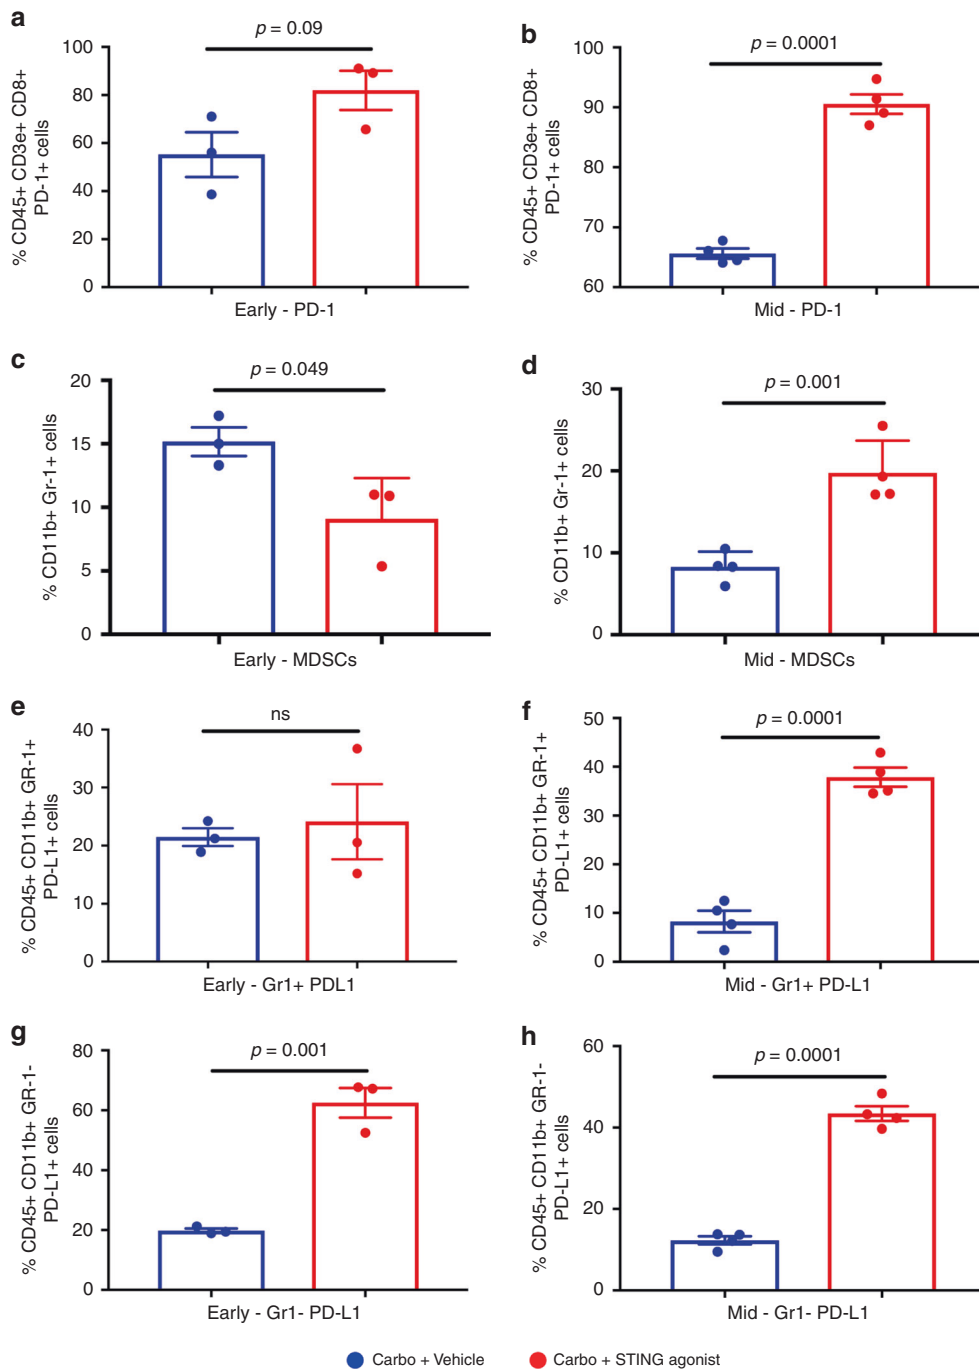 a
p = 0.09
% CD45+ CD3e+ CD8+
PD-1+ cells
100
80
60
40
20
0
Early - PD-1
b
p = 0.0001
% CD45+ CD3e+ CD8+
PD-1+ cells
100
90
80
70
60
Mid - PD-1
c
p = 0.049
% CD11b+ Gr-1+ cells
20
15
10
5
0
Early - MDSCs
d
p = 0.001
% CD11b+ Gr-1+ cells
30
20
10
0
Mid - MDSCs
e
ns
% CD45+ CD11b+ GR-1+
PD-L1+ cells
40
30
20
10
0
Early - Gr1+ PDL1
f
p = 0.0001
% CD45+ CD11b+ GR-1+
PD-L1+ cells
50
40
30
20
10
0
Mid - Gr1+ PD-L1
g
p = 0.001
% CD45+ CD11b+ GR-1-
PD-L1+ cells
80
60
40
20
0
Early - Gr1- PD-L1
h
p = 0.0001
% CD45+ CD11b+ GR-1-
PD-L1+ cells
60
40
20
0
Mid - Gr1- PD-L1
Carbo + Vehicle
Carbo + STING agonist